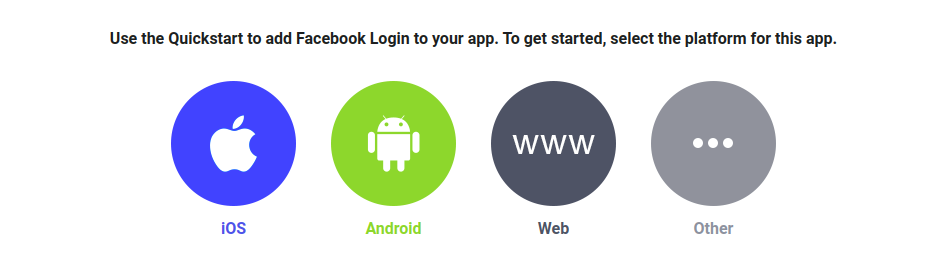 Use the Quickstart to add Facebook Login to your app. To get started, select the platform for this app.
WWW
iOS
Android
Web
Other